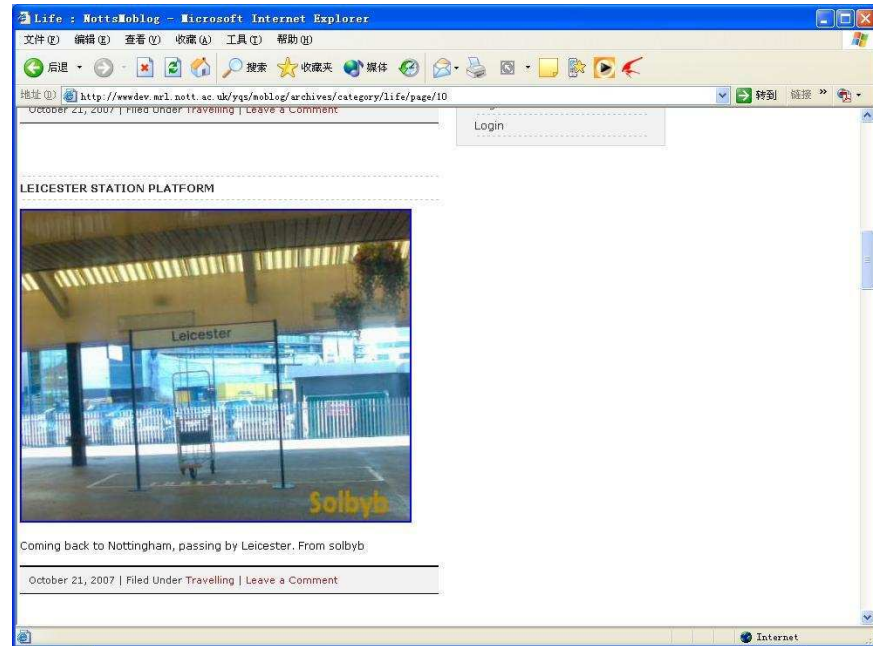 Life : NottsMoblog - Microsoft Internet Explorer
文件(F) 编辑(E) 查看(V) 收藏(A) 工具(T) 帮助(H)
后退 搜索 收藏夹 媒体
地址(D) http://wwwdev.mrl.nott.ac.uk/yqs/moblog/archives/category/life/page/10 转到 链接 »
October 21, 2007 | Filed Under Travelling | Leave a Comment
Login
LEICESTER STATION PLATFORM
Leicester
TROLLEYS
Solbyb
Coming back to Nottingham, passing by Leicester. From solbyb
October 21, 2007 | Filed Under Travelling | Leave a Comment
Internet